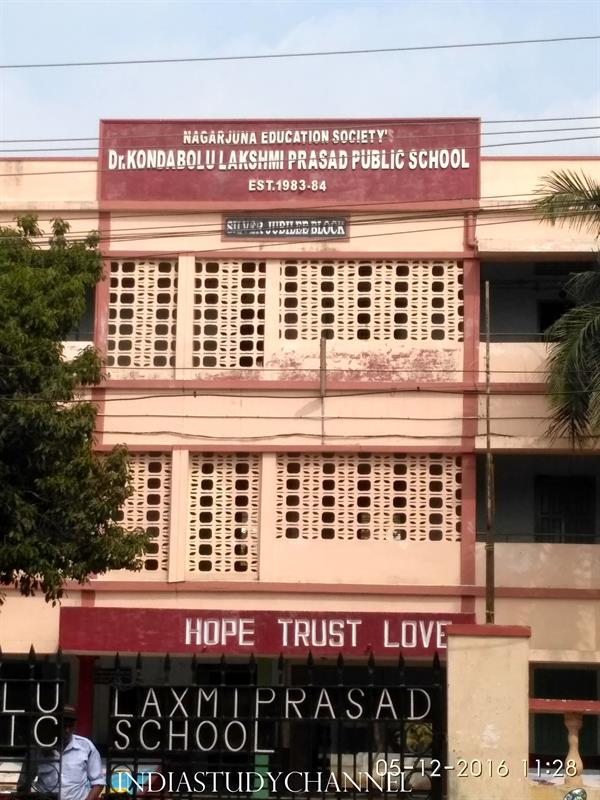 NAGARJUNA EDUCATION SOCIETY'S
Dr.KONDABOLU LAKSHMI PRASAD PUBLIC SCHOOL
EST.1983-84
SILVER JUBILEE BLOCK
HOPE TRUST LOVE
LU LAXMIPRASAD
IC SCHOOL
INDIASTUDYCHANNEL
05-12-2016 11:28